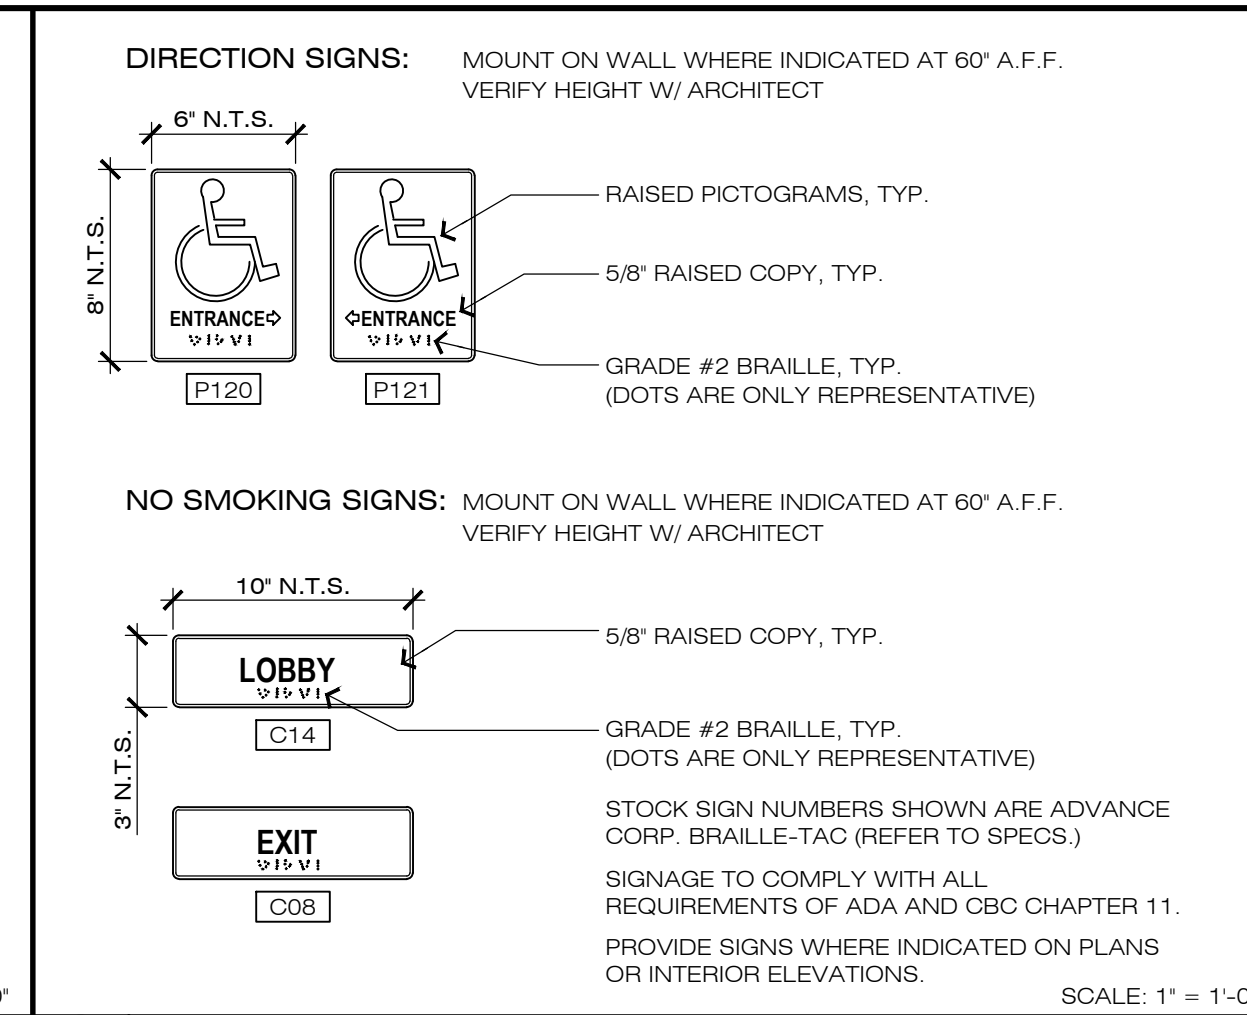 DIRECTION SIGNS:
MOUNT ON WALL WHERE INDICATED AT 60" A.F.F.
VERIFY HEIGHT W/ ARCHITECT
6" N.T.S.
8" N.T.S.
ENTRANCE⇨
⇦ENTRANCE
P120
P121
RAISED PICTOGRAMS, TYP.
5/8" RAISED COPY, TYP.
GRADE #2 BRAILLE, TYP.
(DOTS ARE ONLY REPRESENTATIVE)
NO SMOKING SIGNS:
MOUNT ON WALL WHERE INDICATED AT 60" A.F.F.
VERIFY HEIGHT W/ ARCHITECT
10" N.T.S.
3" N.T.S.
LOBBY
C14
EXIT
C08
5/8" RAISED COPY, TYP.
GRADE #2 BRAILLE, TYP.
(DOTS ARE ONLY REPRESENTATIVE)
STOCK SIGN NUMBERS SHOWN ARE ADVANCE
CORP. BRAILLE-TAC (REFER TO SPECS.)
SIGNAGE TO COMPLY WITH ALL
REQUIREMENTS OF ADA AND CBC CHAPTER 11.
PROVIDE SIGNS WHERE INDICATED ON PLANS
OR INTERIOR ELEVATIONS.
SCALE: 1" = 1'-0